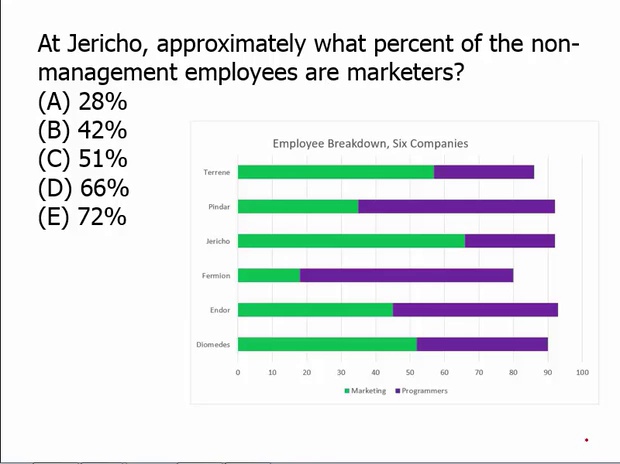 At Jericho, approximately what percent of the non-
management employees are marketers?
(A) 28%
(B) 42%
(C) 51%
(D) 66%
(E) 72%
Employee Breakdown, Six Companies
Terrene
Pindar
Jericho
Fermion
Endor
Diomedes
0 10 20 30 40 50 60 70 80 90 100
Marketing Programmers